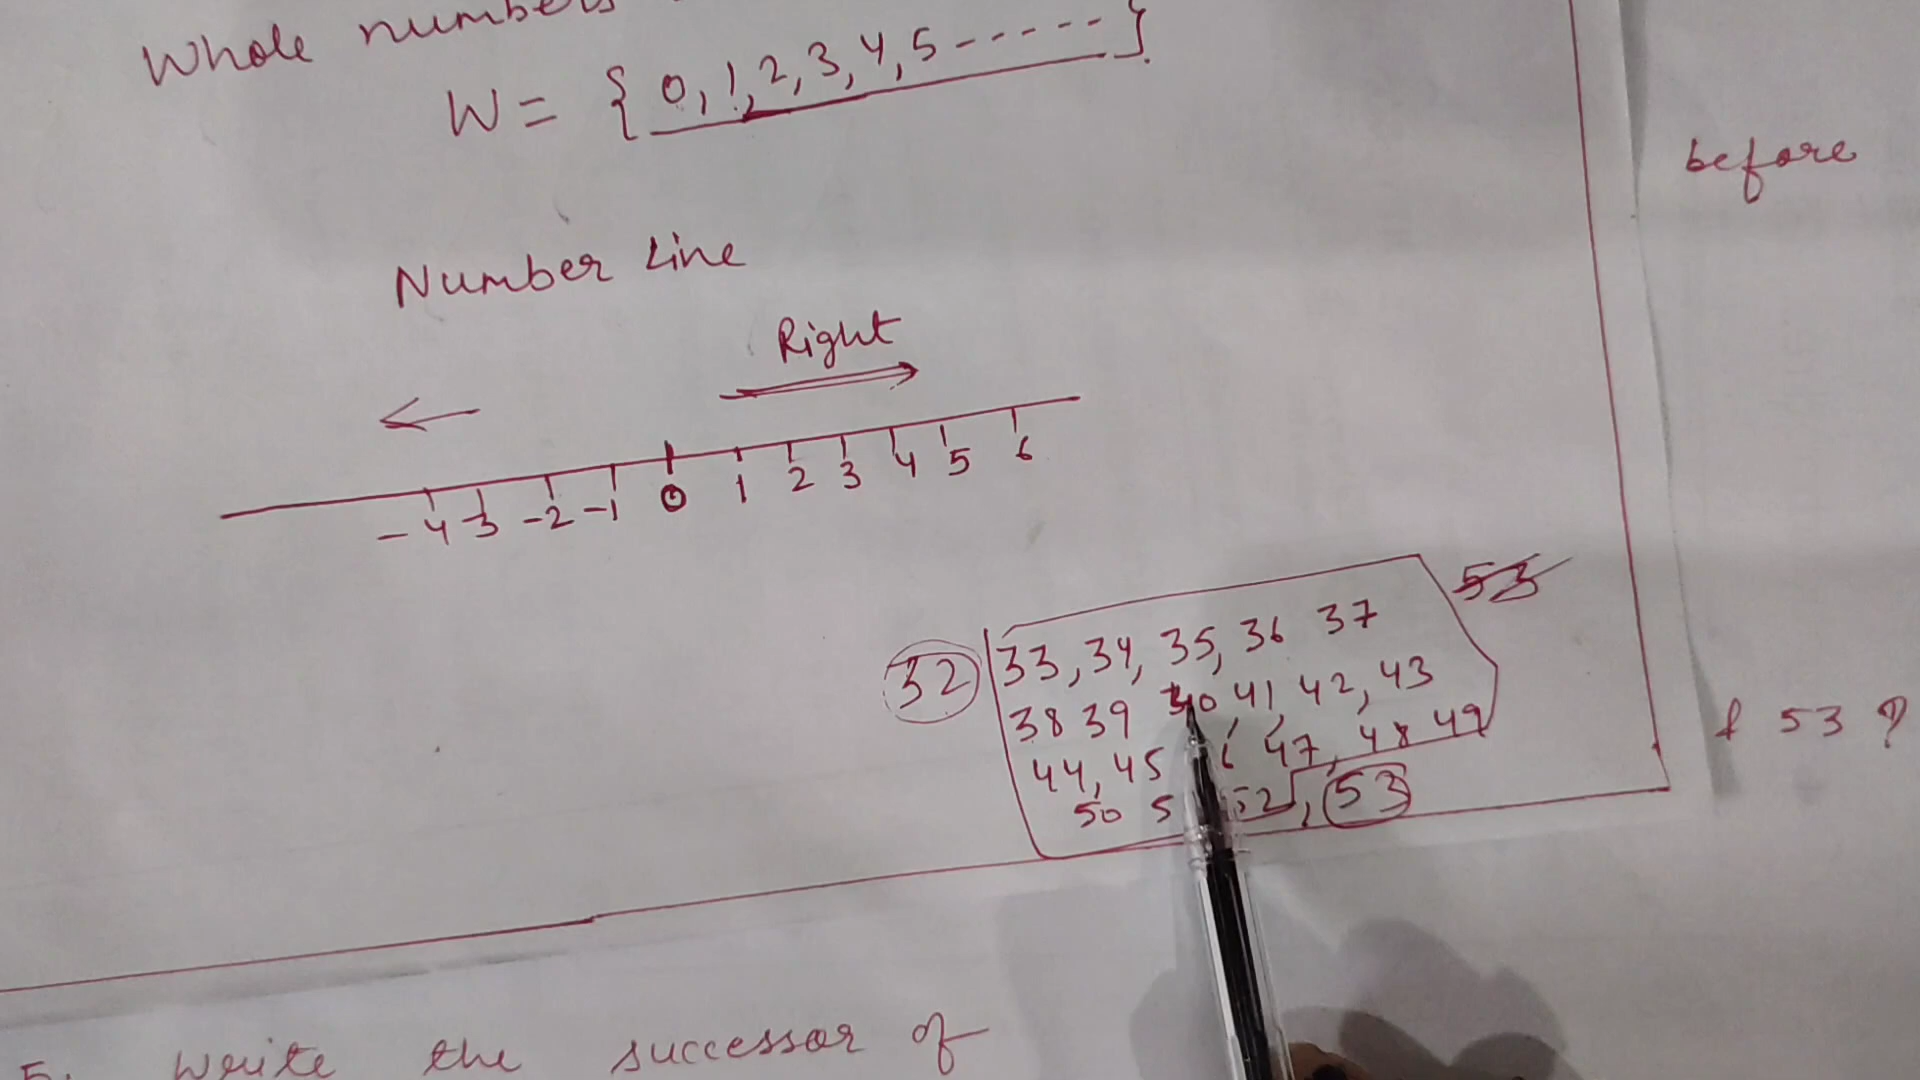 Whole numbers
W = { 0, 1, 2, 3, 4, 5 ----- }
before
Number Line
Right
-4 -3 -2 -1 0 1 2 3 4 5 6
53
32 33, 34, 35, 36 37
38 39 40 41 42, 43
44, 45 47, 48 49
50 52, 53
53 ?
5. Write the successor of